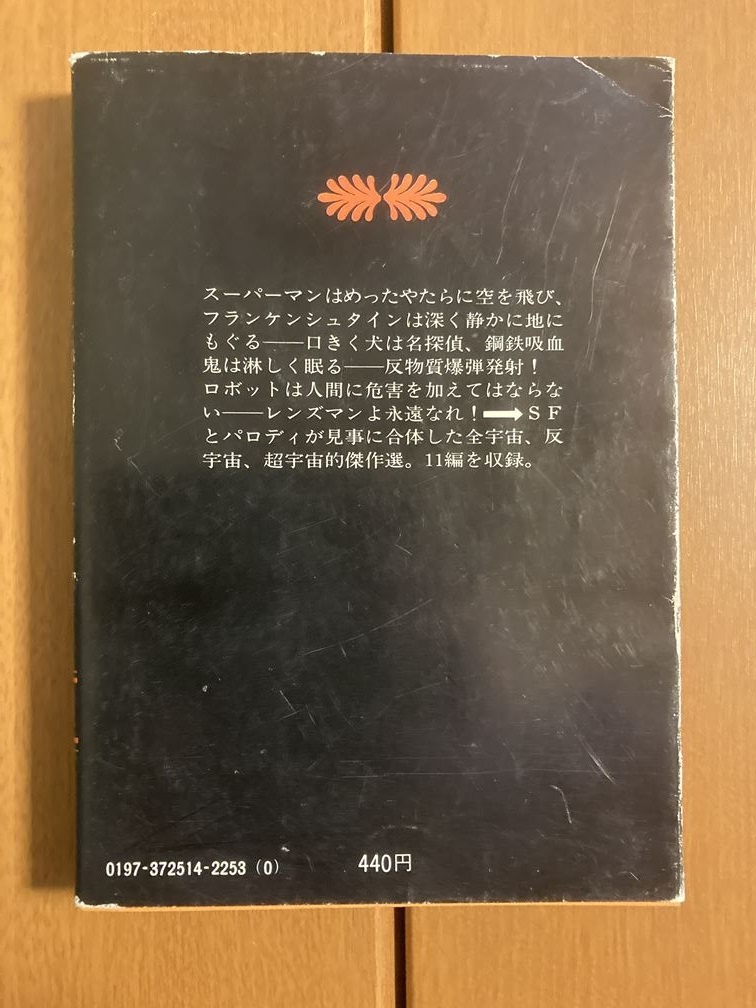 スーパーマンはめったやたらに空を飛び、
フランケンシュタインは深く静かに地に
もぐる――口きく犬は名探偵、鋼鉄吸血
鬼は淋しく眠る――反物質爆弾発射！
ロボットは人間に危害を加えてはならな
い――レンズマンよ永遠なれ！➡ＳＦ
とパロディが見事に合体した全宇宙、反
宇宙、超宇宙的傑作選。11編を収録。
0197-372514-2253（0） 440円